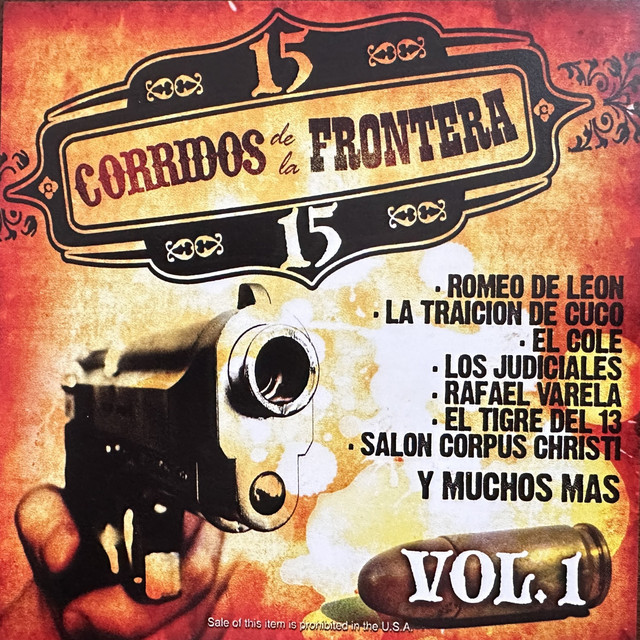 15
CORRIDOS de la FRONTERA
15
· ROMEO DE LEON
· LA TRAICION DE CUCO
· EL COLE
· LOS JUDICIALES
· RAFAEL VARELA
· EL TIGRE DEL 13
· SALON CORPUS CHRISTI
Y MUCHOS MAS
VOL. 1
Sale of this item is prohibited in the U.S.A.